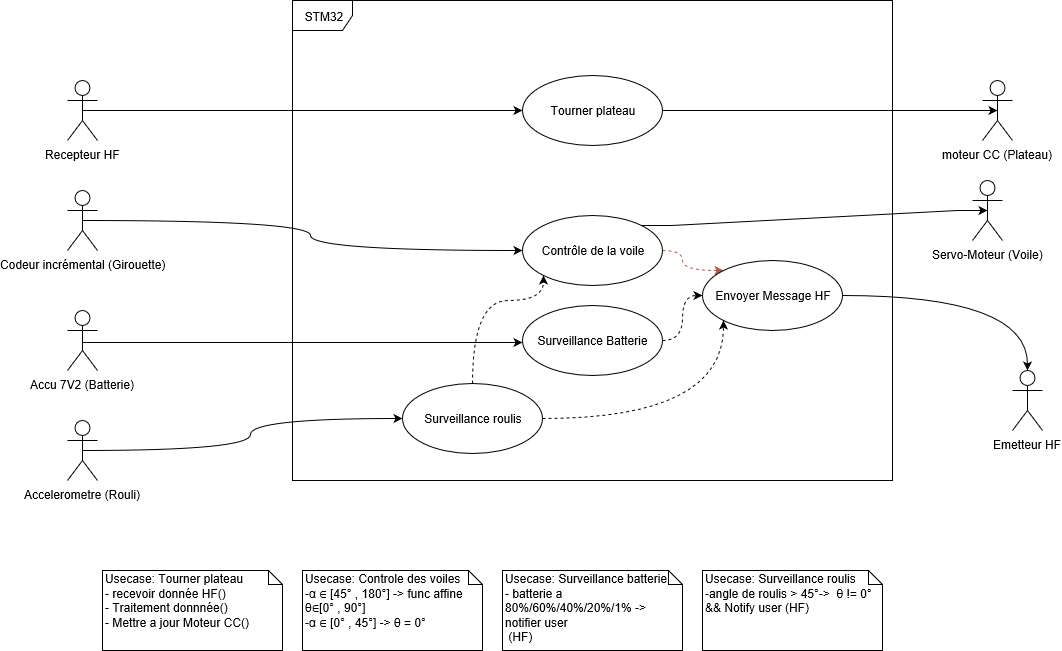 STM32
Tourner plateau
Recepteur HF
moteur CC (Plateau)
Contrôle de la voile
Codeur incrémental (Girouette)
Servo-Moteur (Voile)
Envoyer Message HF
Surveillance Batterie
Accu 7V2 (Batterie)
Surveillance roulis
Emetteur HF
Accelerometre (Rouli)
Usecase: Tourner plateau
- recevoir donnée HF()
- Traitement donnnée()
- Mettre a jour Moteur CC()
Usecase: Controle des voiles
-α ∈ [45° , 180°] -> func affine
θ∈[0° , 90°]
-α ∈ [0° , 45°] -> θ = 0°
Usecase: Surveillance batterie
- batterie a
80%/60%/40%/20%/1% ->
notifier user
(HF)
Usecase: Surveillance roulis
-angle de roulis > 45°-> θ != 0°
&& Notify user (HF)